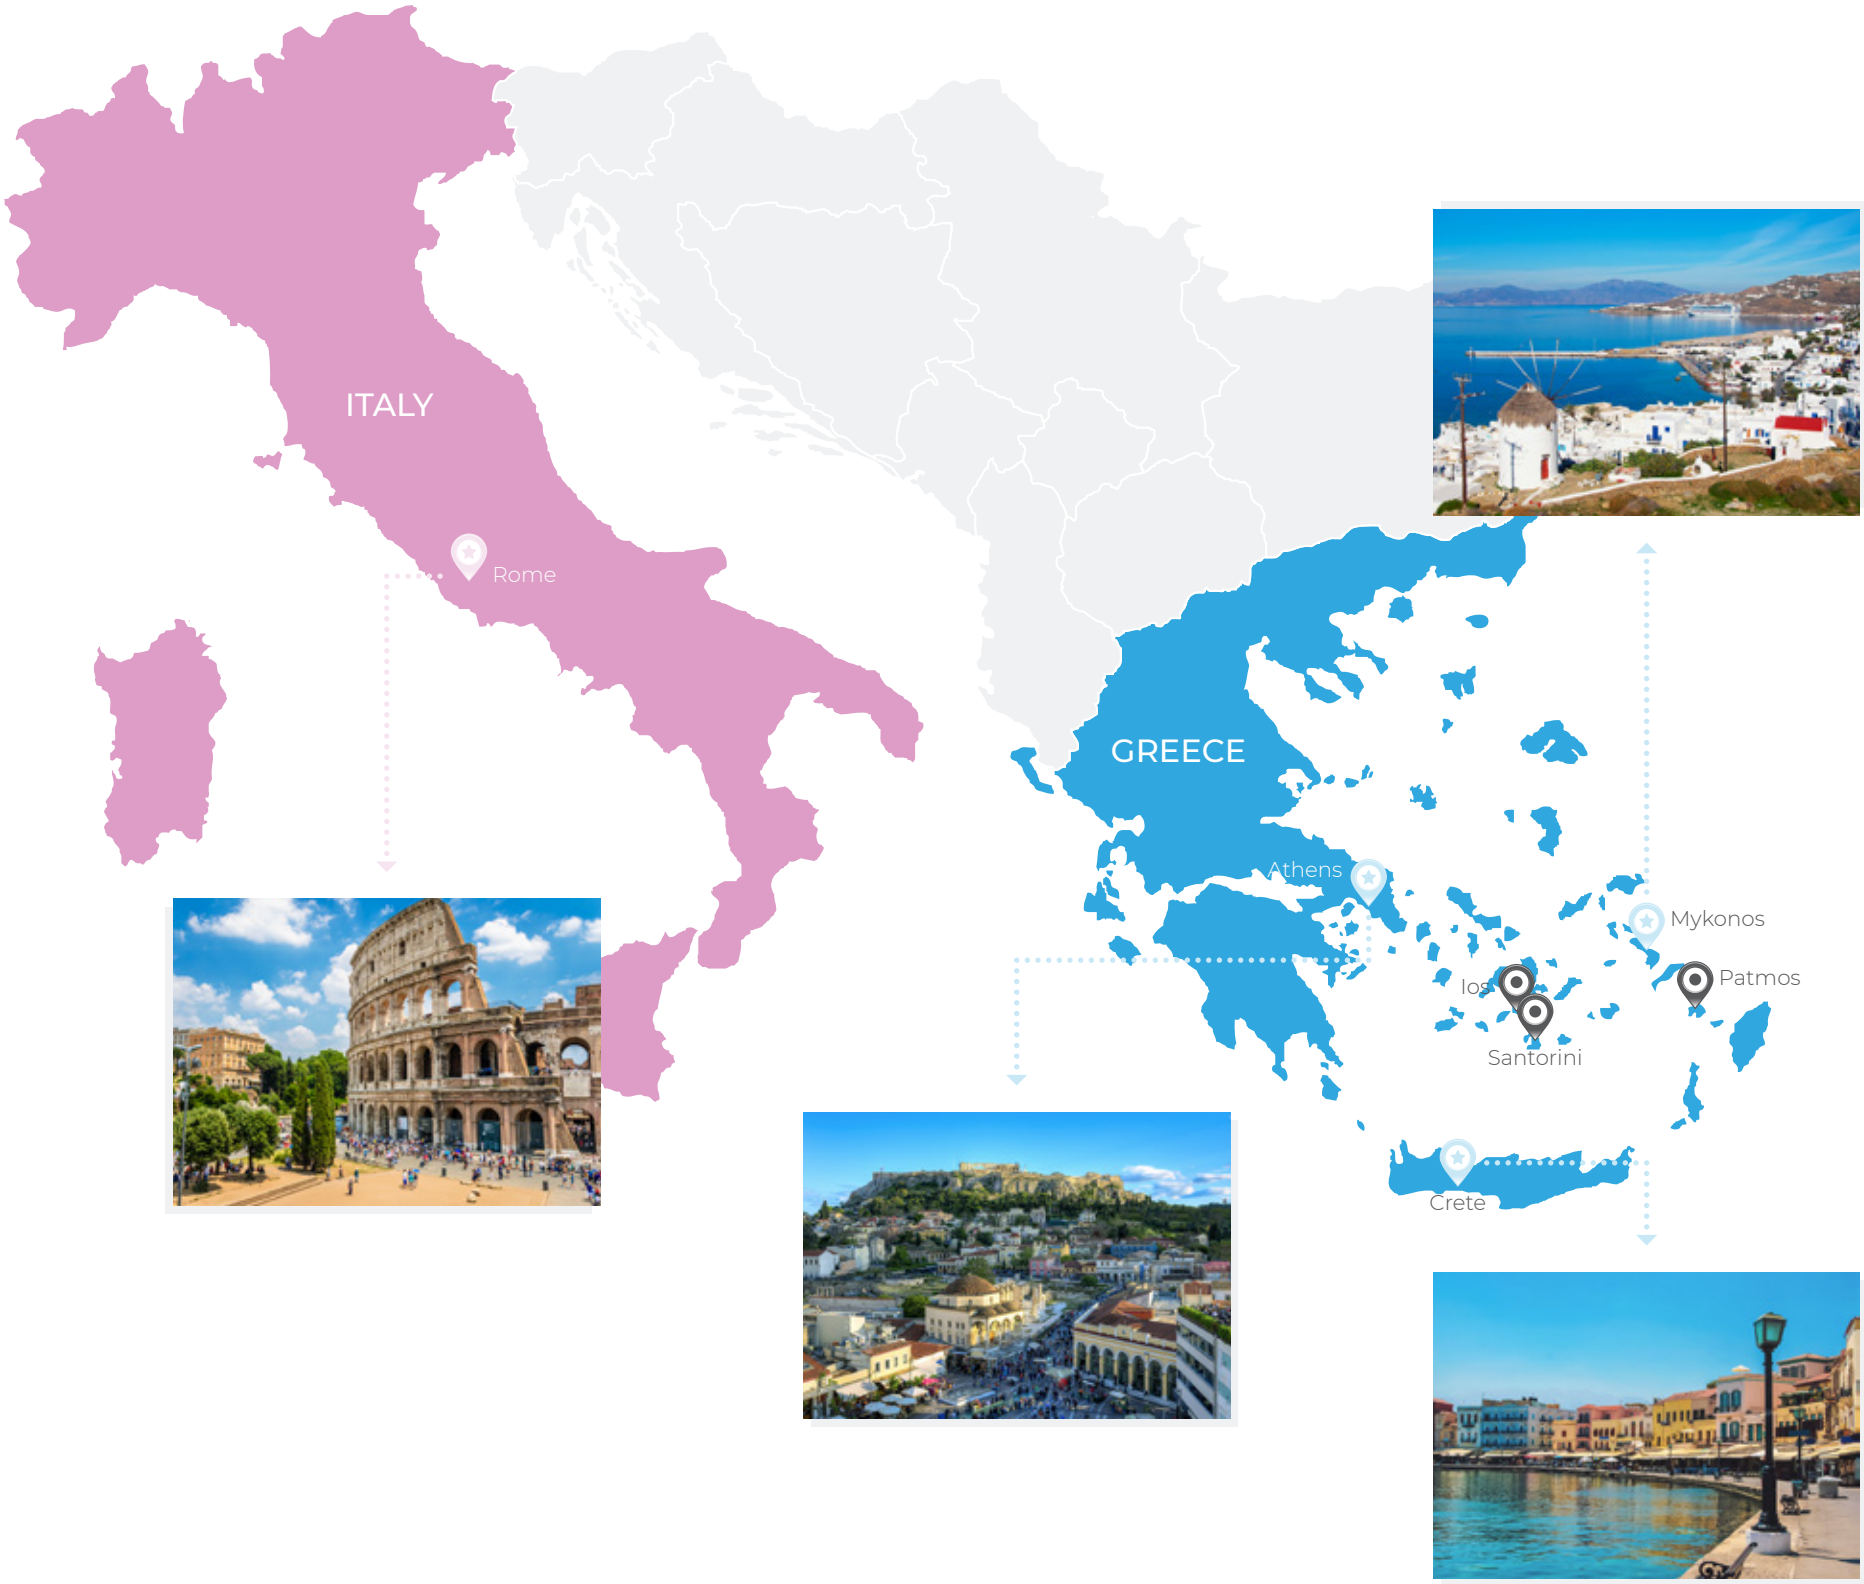 ITALY
Rome
GREECE
Athens
Mykonos
Patmos
Ios
Santorini
Crete